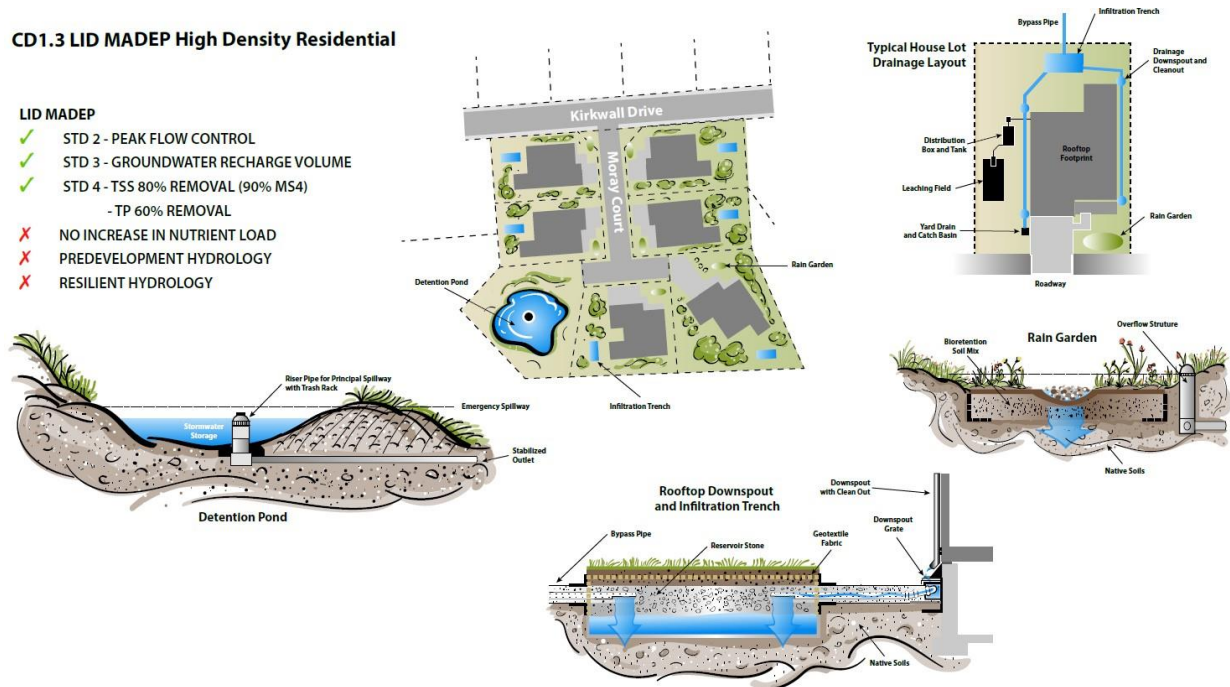 CD1.3 LID MADEP High Density Residential
LID MADEP
✓ STD 2 - PEAK FLOW CONTROL
✓ STD 3 - GROUNDWATER RECHARGE VOLUME
✓ STD 4 - TSS 80% REMOVAL (90% MS4)
- TP 60% REMOVAL
✗ NO INCREASE IN NUTRIENT LOAD
✗ PREDEVELOPMENT HYDROLOGY
✗ RESILIENT HYDROLOGY
Kirkwall Drive
Moray Court
Detention Pond
Rain Garden
Infiltration Trench
Typical House Lot
Drainage Layout
Bypass Pipe
Infiltration Trench
Drainage
Downspout and
Cleanout
Distribution
Box and Tank
Rooftop
Footprint
Leaching Field
Yard Drain
and Catch Basin
Rain Garden
Roadway
Riser Pipe for Principal Spillway
with Trash Rack
Emergency Spillway
Stormwater
Storage
Stabilized
Outlet
Detention Pond
Rain Garden
Overflow Struture
Bioretention
Soil Mix
Native Soils
Rooftop Downspout
and Infiltration Trench
Downspout
with Clean Out
Bypass Pipe
Reservoir Stone
Geotextile
Fabric
Downspout
Grate
Native Soils